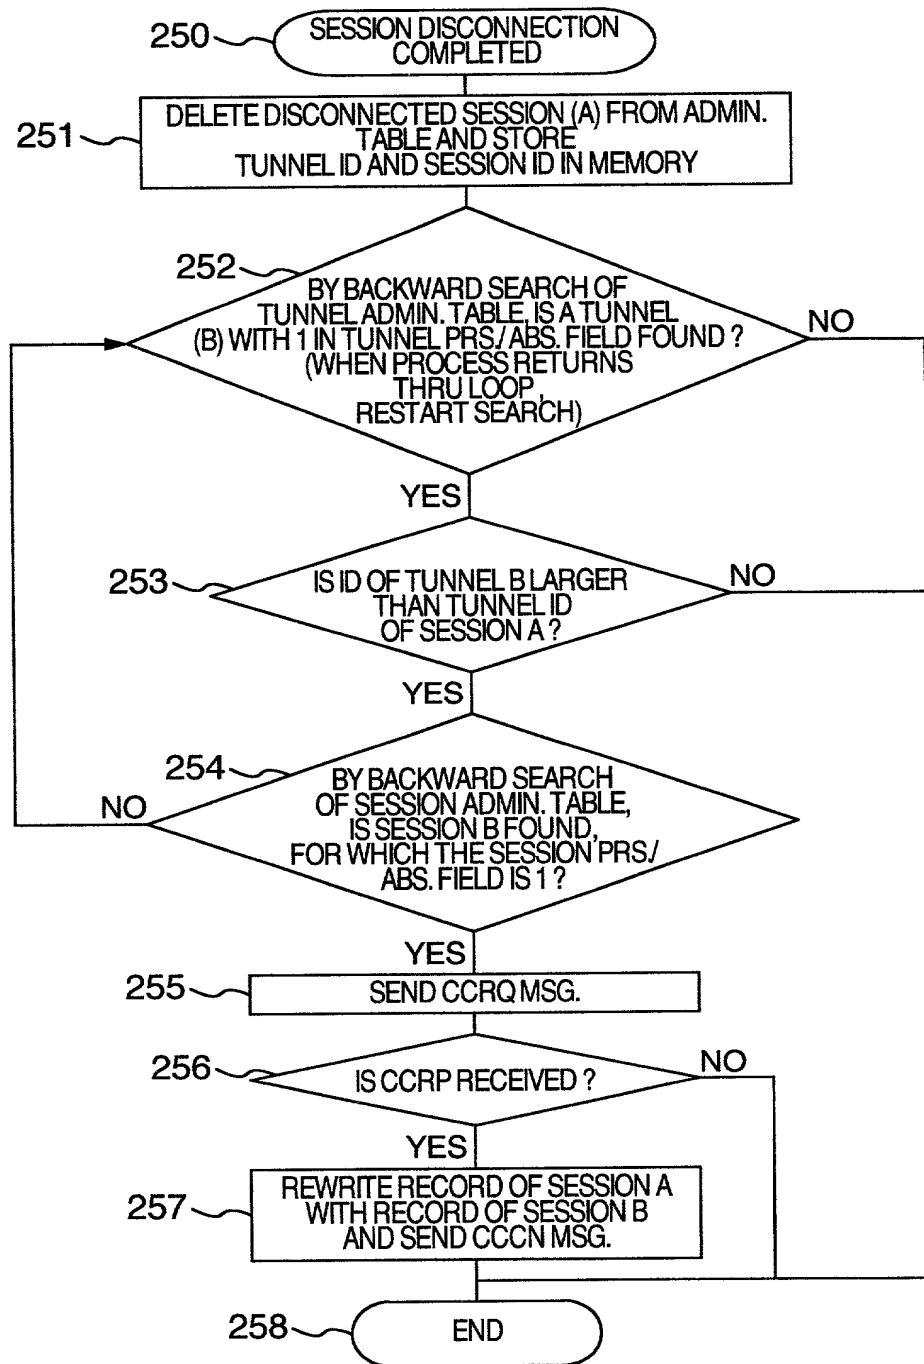 250
SESSION DISCONNECTION
COMPLETED
251
DELETE DISCONNECTED SESSION (A) FROM ADMIN.
TABLE AND STORE
TUNNEL ID AND SESSION ID IN MEMORY
252
BY BACKWARD SEARCH OF
TUNNEL ADMIN. TABLE, IS A TUNNEL
(B) WITH 1 IN TUNNEL PRS./ABS. FIELD FOUND ?
(WHEN PROCESS RETURNS
THRU LOOP,
RESTART SEARCH)
NO
YES
253
IS ID OF TUNNEL B LARGER
THAN TUNNEL ID
OF SESSION A ?
NO
YES
254
BY BACKWARD SEARCH
OF SESSION ADMIN. TABLE,
IS SESSION B FOUND,
FOR WHICH THE SESSION PRS./
ABS. FIELD IS 1 ?
NO
YES
255
SEND CCRQ MSG.
256
IS CCRP RECEIVED ?
NO
YES
257
REWRITE RECORD OF SESSION A
WITH RECORD OF SESSION B
AND SEND CCCN MSG.
258
END